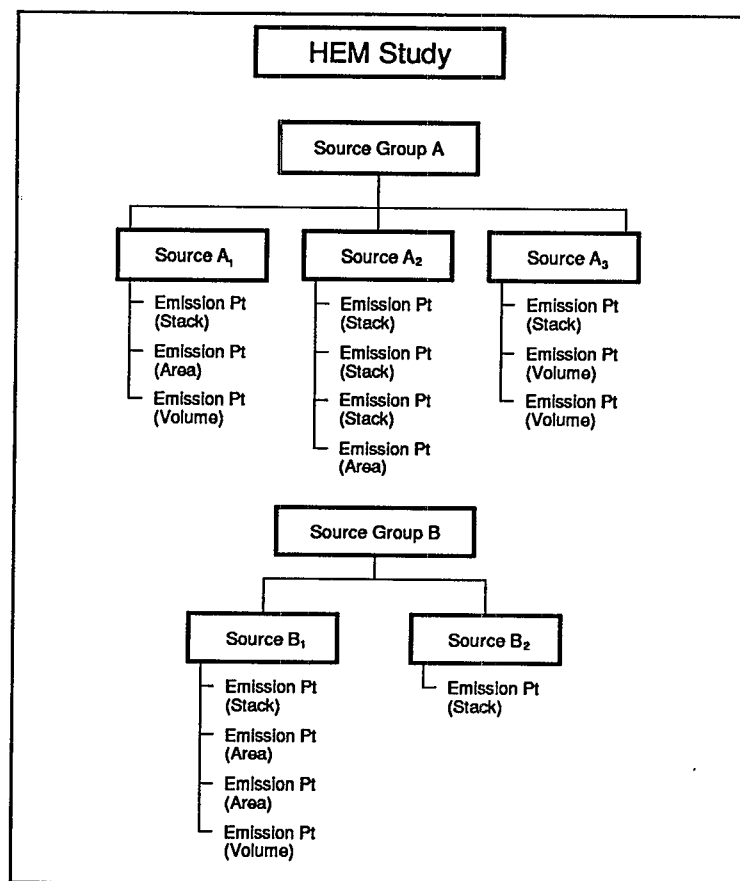 HEM Study
Source Group A
Source A₁
Emission Pt
(Stack)
Emission Pt
(Area)
Emission Pt
(Volume)
Source A₂
Emission Pt
(Stack)
Emission Pt
(Stack)
Emission Pt
(Stack)
Emission Pt
(Area)
Source A₃
Emission Pt
(Stack)
Emission Pt
(Volume)
Emission Pt
(Volume)
Source Group B
Source B₁
Emission Pt
(Stack)
Emission Pt
(Area)
Emission Pt
(Area)
Emission Pt
(Volume)
Source B₂
Emission Pt
(Stack)